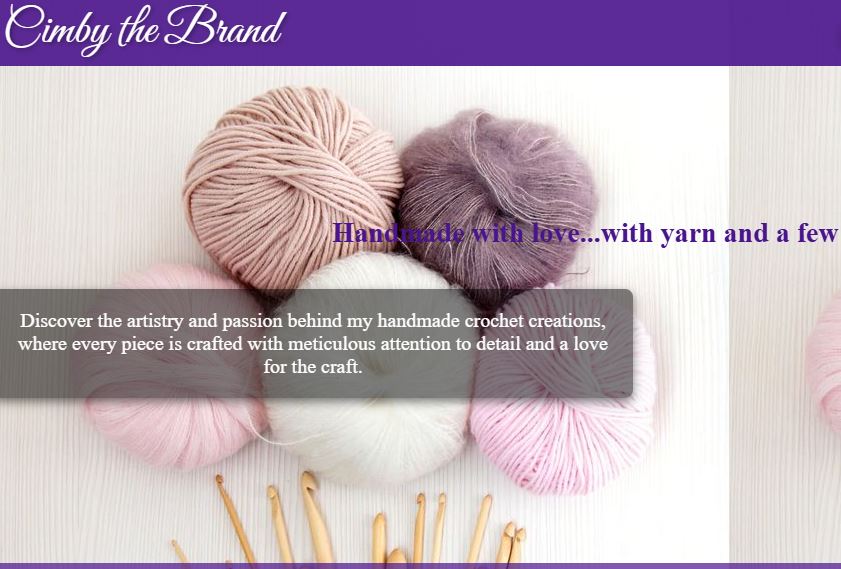 Cimby the Brand
Handmade with love...with yarn and a few
Discover the artistry and passion behind my handmade crochet creations,
where every piece is crafted with meticulous attention to detail and a love
for the craft.